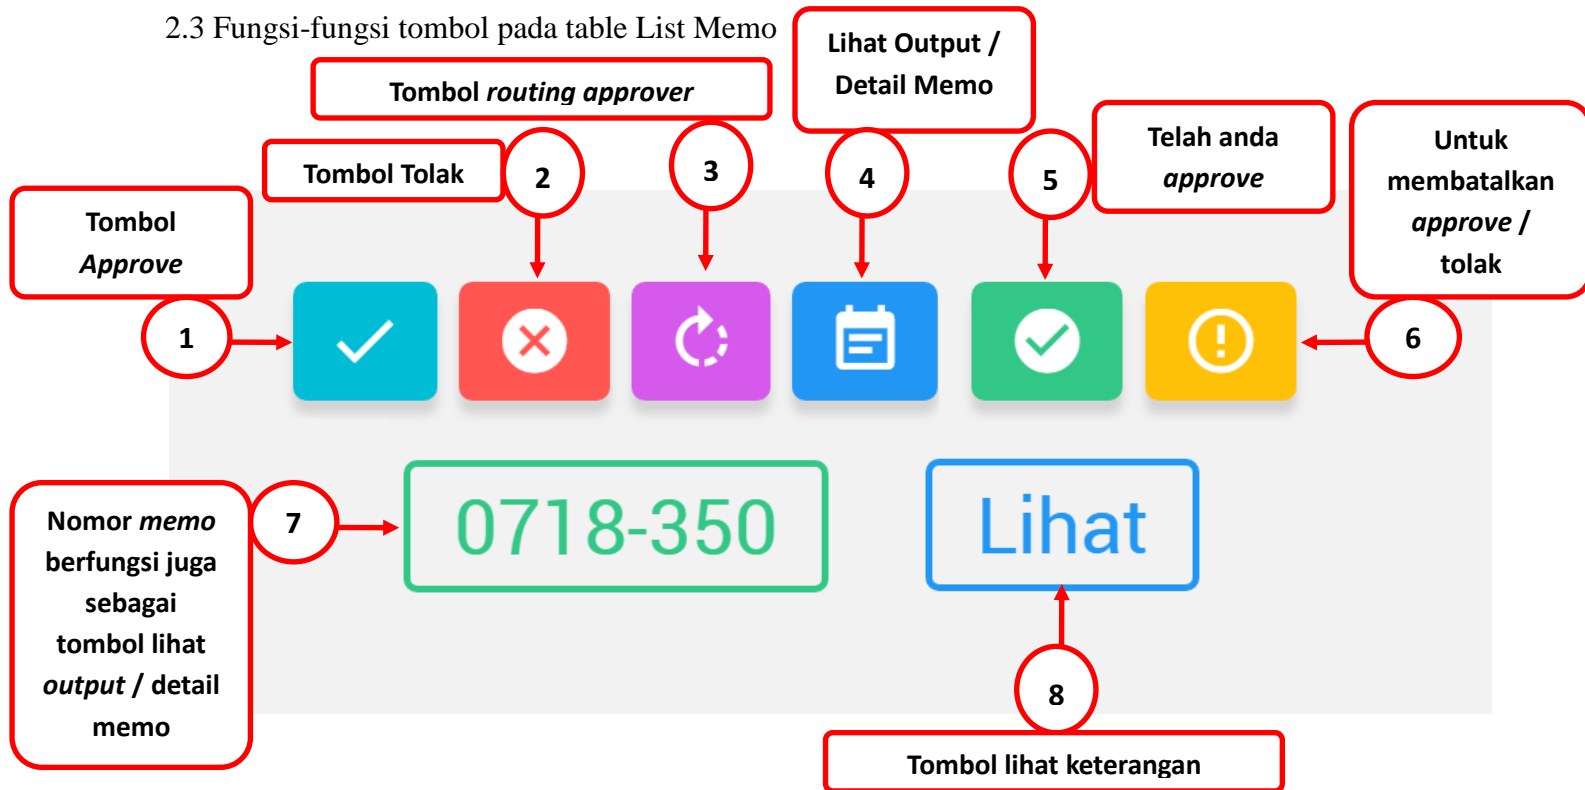 2.3 Fungsi-fungsi tombol pada table List Memo
Lihat Output /
Detail Memo
Tombol routing approver
Telah anda
approve
Untuk
membatalkan
approve /
tolak
Tombol Tolak
2
3
4
5
Tombol
Approve
1
6
7
0718-350
Lihat
Nomor memo
berfungsi juga
sebagai
tombol lihat
output / detail
memo
8
Tombol lihat keterangan